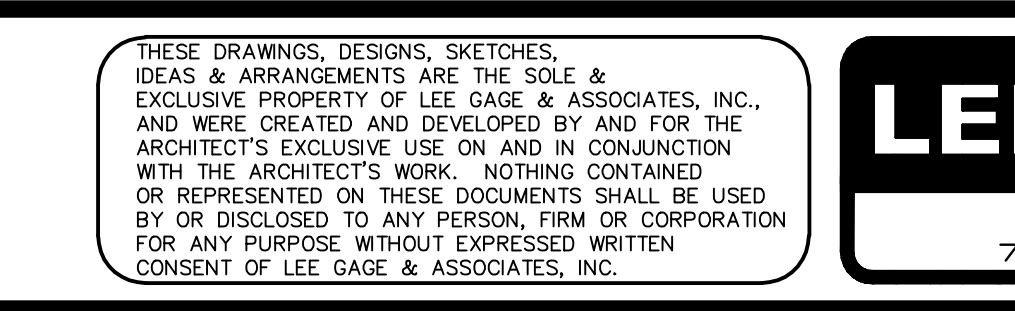 THESE DRAWINGS, DESIGNS, SKETCHES,
IDEAS & ARRANGEMENTS ARE THE SOLE &
EXCLUSIVE PROPERTY OF LEE GAGE & ASSOCIATES, INC.,
AND WERE CREATED AND DEVELOPED BY AND FOR THE
ARCHITECT'S EXCLUSIVE USE ON AND IN CONJUNCTION
WITH THE ARCHITECT'S WORK.  NOTHING CONTAINED
OR REPRESENTED ON THESE DOCUMENTS SHALL BE USED
BY OR DISCLOSED TO ANY PERSON, FIRM OR CORPORATION
FOR ANY PURPOSE WITHOUT EXPRESSED WRITTEN
CONSENT OF LEE GAGE & ASSOCIATES, INC.